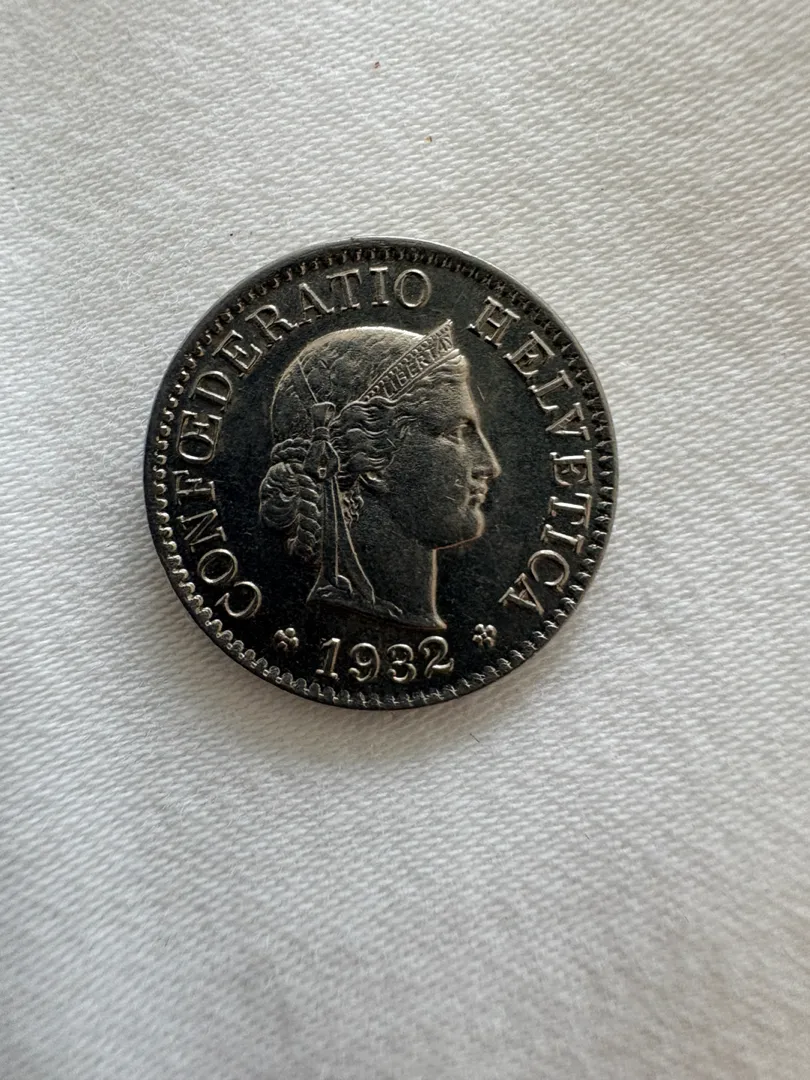 CONFŒDERATIO HELVETICA
LIBERTAS
1932